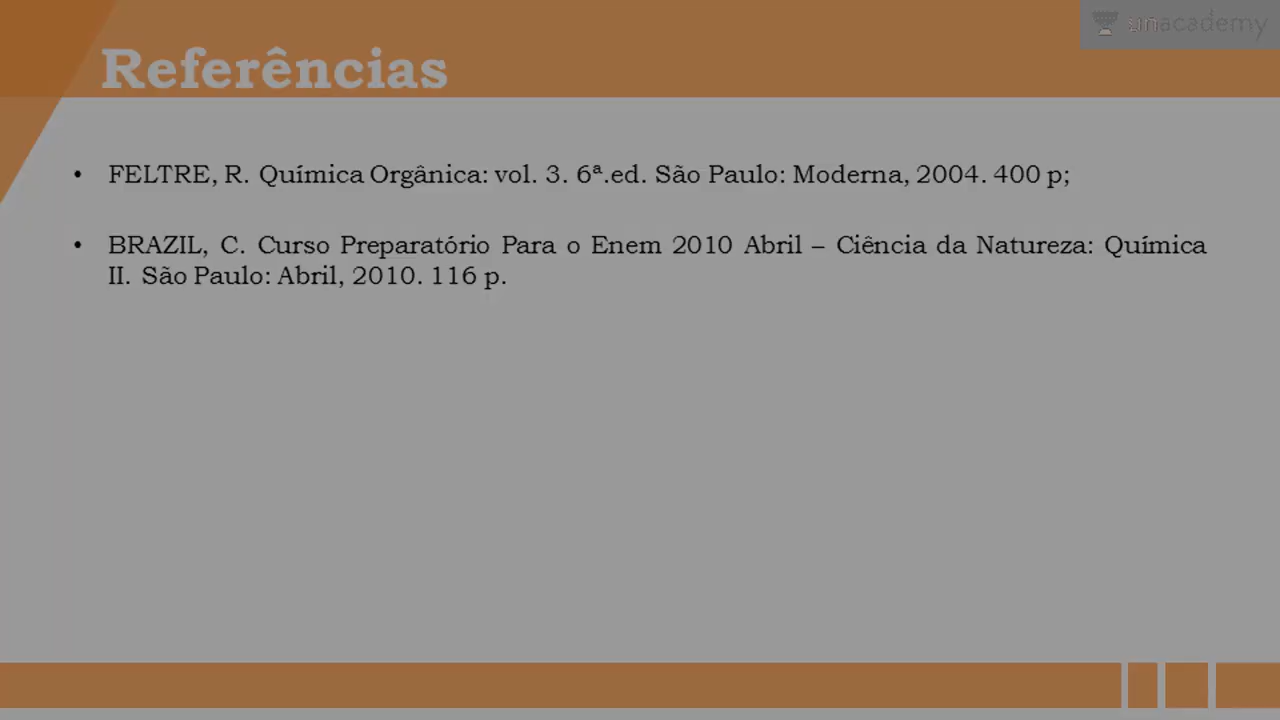 unacademy
Referências
• FELTRE, R. Química Orgânica: vol. 3. 6ª.ed. São Paulo: Moderna, 2004. 400 p;
• BRAZIL, C. Curso Preparatório Para o Enem 2010 Abril – Ciência da Natureza: Química
II. São Paulo: Abril, 2010. 116 p.